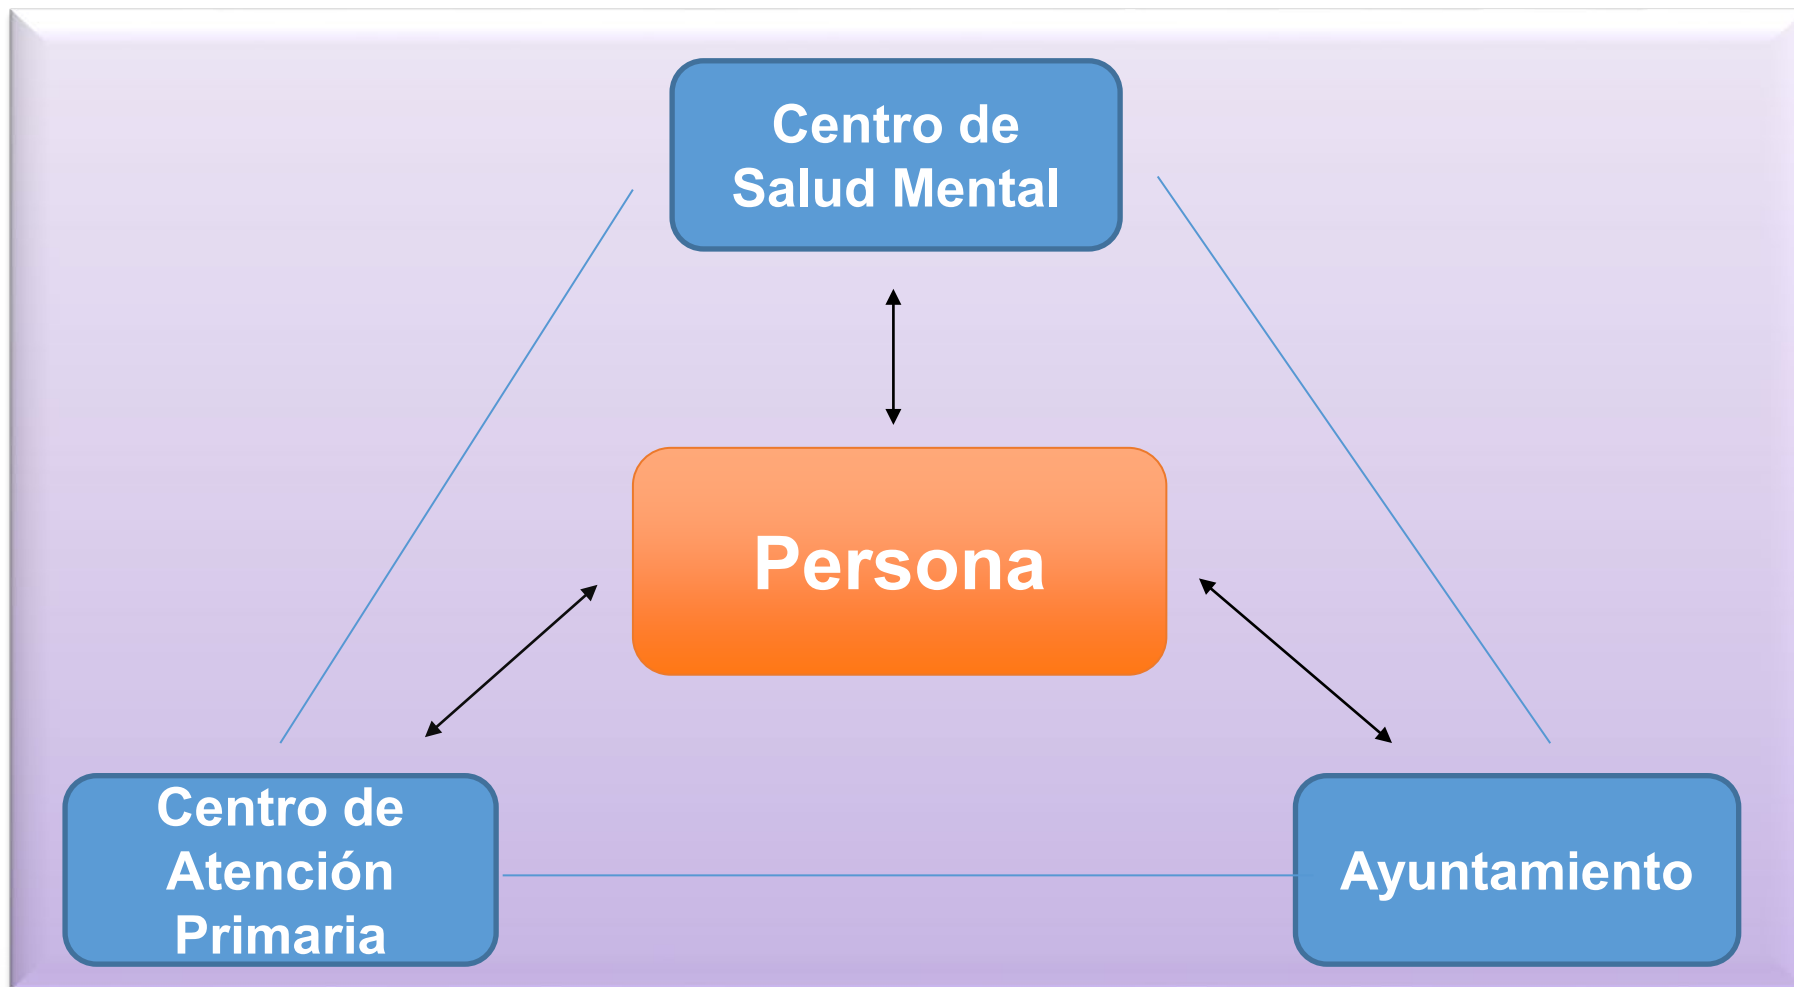 Centro de
Salud Mental
Persona
Centro de
Atención
Primaria
Ayuntamiento